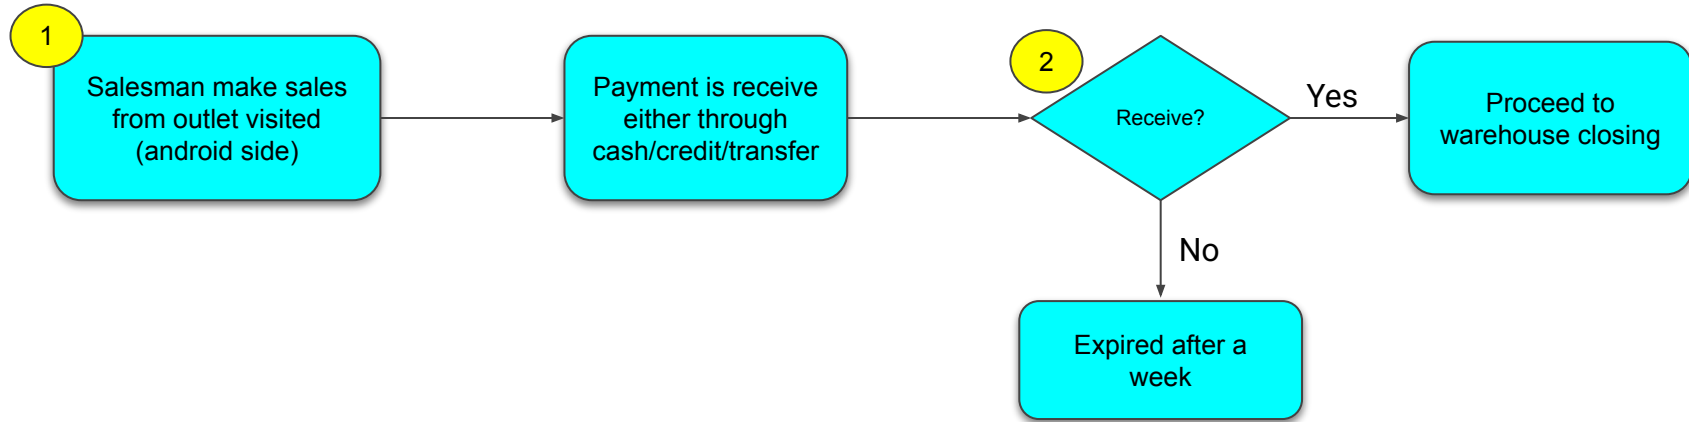 1
Salesman make sales
from outlet visited
(android side)
Payment is receive
either through
cash/credit/transfer
2
Receive?
Yes
Proceed to
warehouse closing
No
Expired after a
week